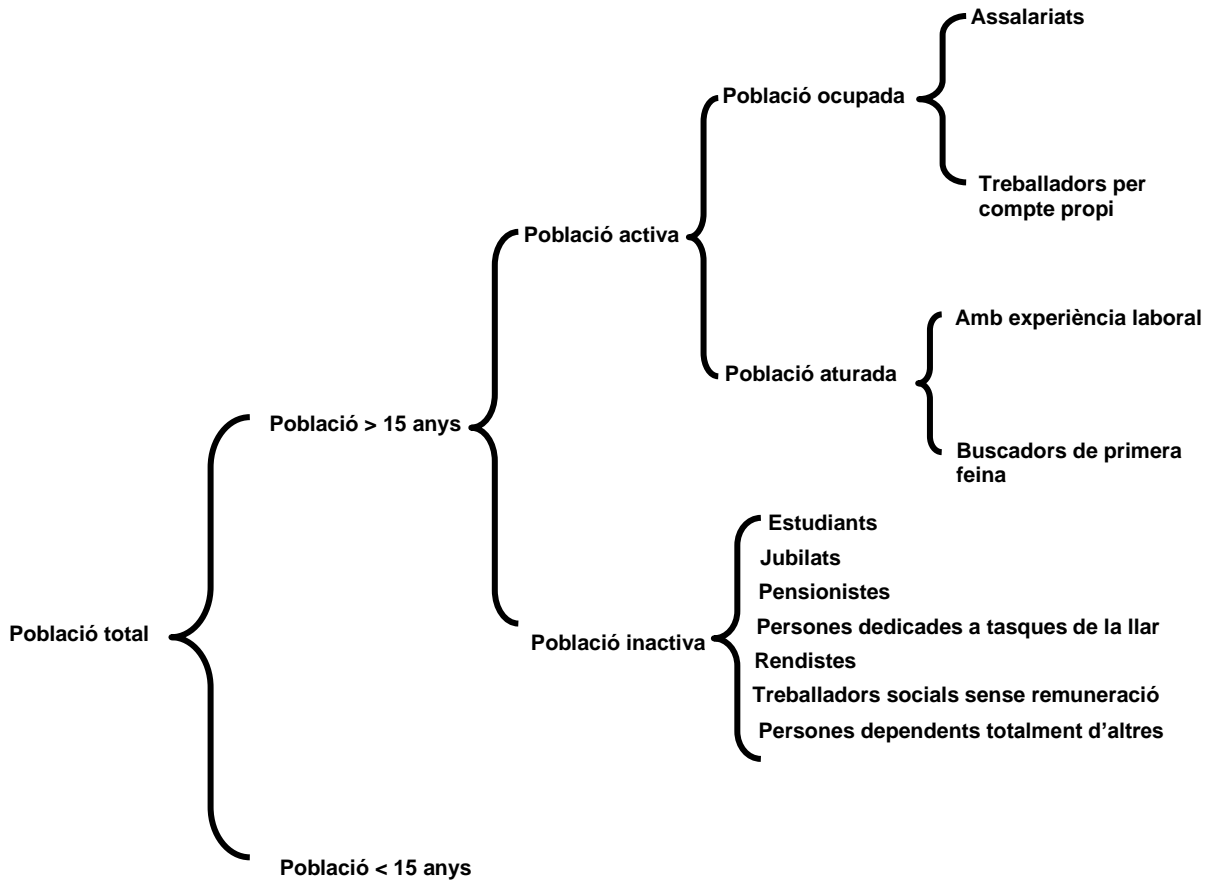 Assalariats
Població ocupada
Treballadors per
compte propi
Població activa
Amb experiència laboral
Població aturada
Població > 15 anys
Buscadors de primera
feina
Estudiants
Jubilats
Pensionistes
Població total
Persones dedicades a tasques de la llar
Població inactiva
Rendistes
Treballadors socials sense remuneració
Persones dependents totalment d’altres
Població < 15 anys